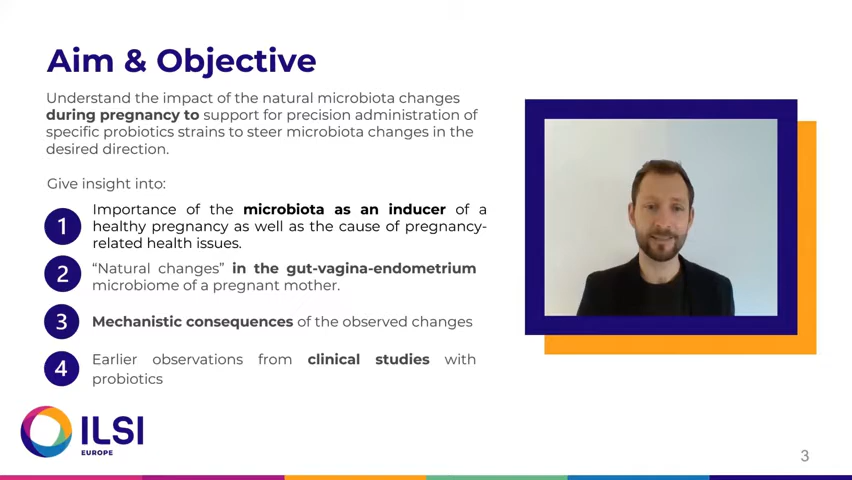 Aim & Objective
Understand the impact of the natural microbiota changes
during pregnancy to support for precision administration of
specific probiotics strains to steer microbiota changes in the
desired direction.
Give insight into:
1
Importance of the microbiota as an inducer of a
healthy pregnancy as well as the cause of pregnancy-
related health issues.
2
“Natural changes” in the gut-vagina-endometrium
microbiome of a pregnant mother.
3
Mechanistic consequences of the observed changes
4
Earlier observations from clinical studies with
probiotics
ILSI
EUROPE
3